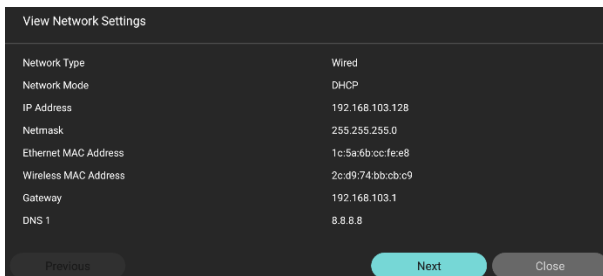 View Network Settings
Network Type Wired
Network Mode DHCP
IP Address 192.168.103.128
Netmask 255.255.255.0
Ethernet MAC Address 1c:5a:6b:cc:fe:e8
Wireless MAC Address 2c:d9:74:bb:cb:c9
Gateway 192.168.103.1
DNS 1 8.8.8.8
Previous Next Close